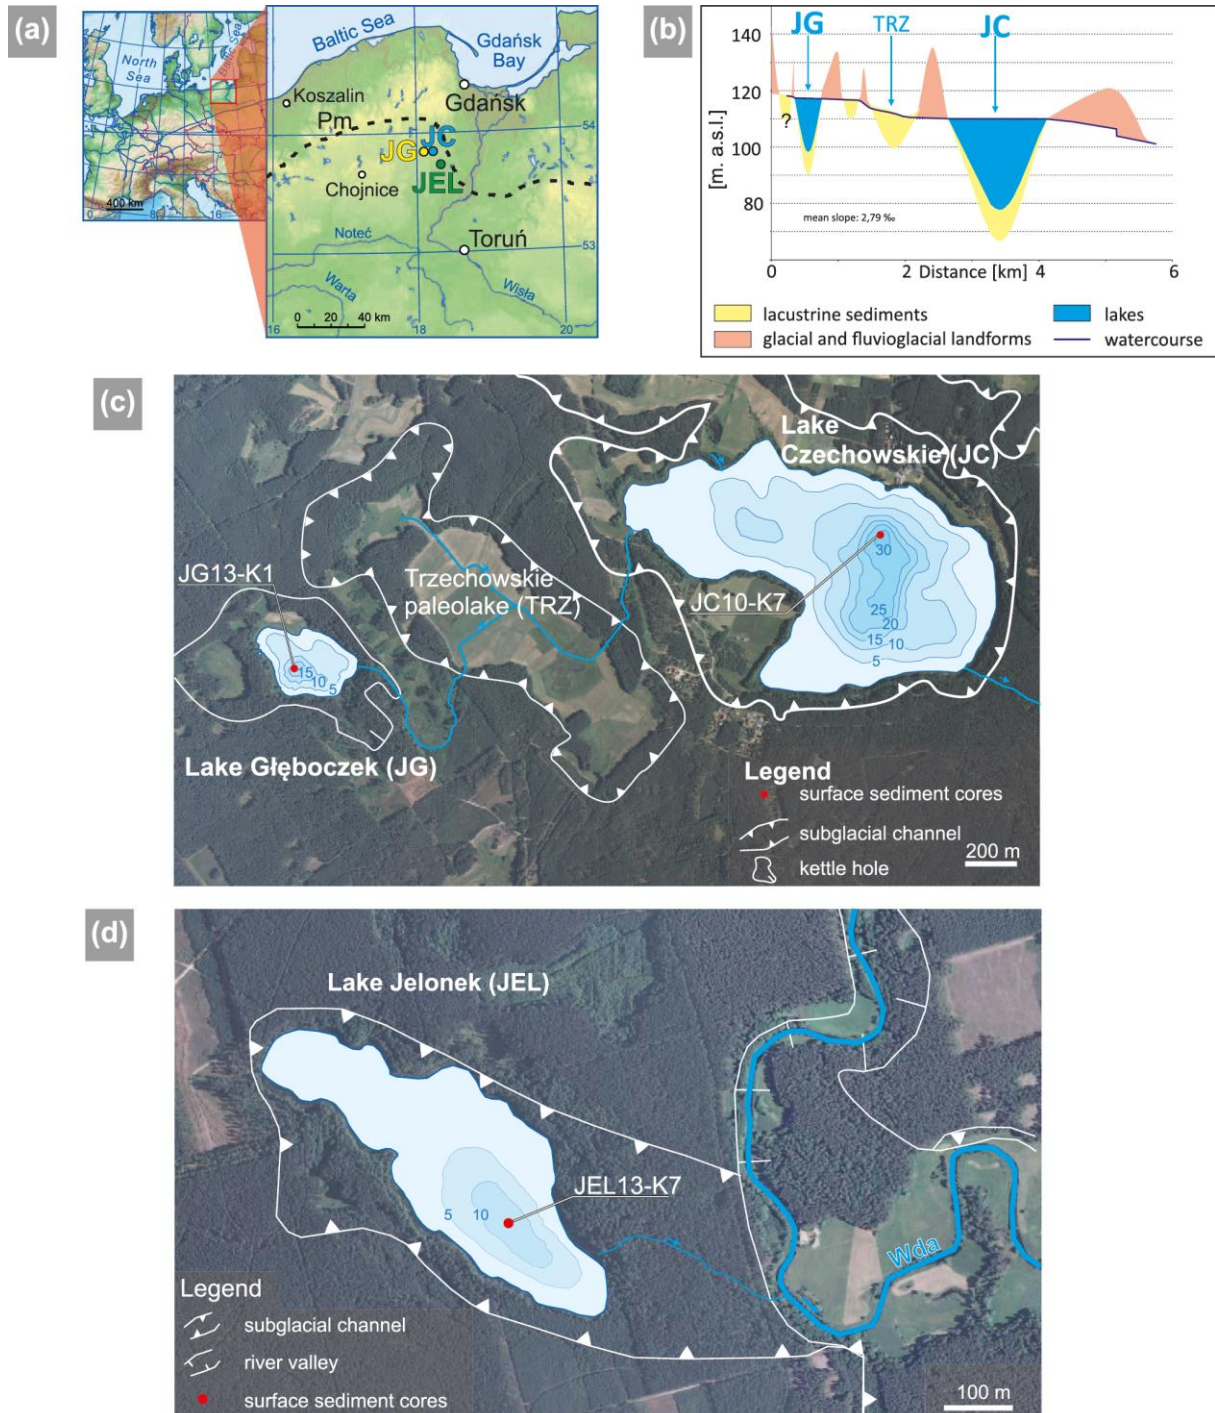 (a)
North
Sea
400 km
0
8
16
Baltic Sea
Gdańsk
Bay
Koszalin
Gdańsk
Pm
54
JC
JG
JEL
Chojnice
Noteć
Toruń
53
Warta
Wisła
0 20 40 km
16
18
20
(b)
140
JG
TRZ
JC
120
?
[m. a.s.l.]
100
80
mean slope: 2,79 ‰
0 2 Distance [km] 4 6
lacustrine sediments
lakes
glacial and fluvioglacial landforms
watercourse
(c)
Lake
Czechowskie (JC)
JG13-K1
Trzechowskie
paleolake (TRZ)
30
JC10-K7
25
20
15 10
5
15
10
5
Lake Głęboczek (JG)
Legend
surface sediment cores
subglacial channel
200 m
kettle hole
(d)
Lake Jelonek (JEL)
JEL13-K7
5 10
Wda
Legend
subglacial channel
river valley
surface sediment cores
100 m